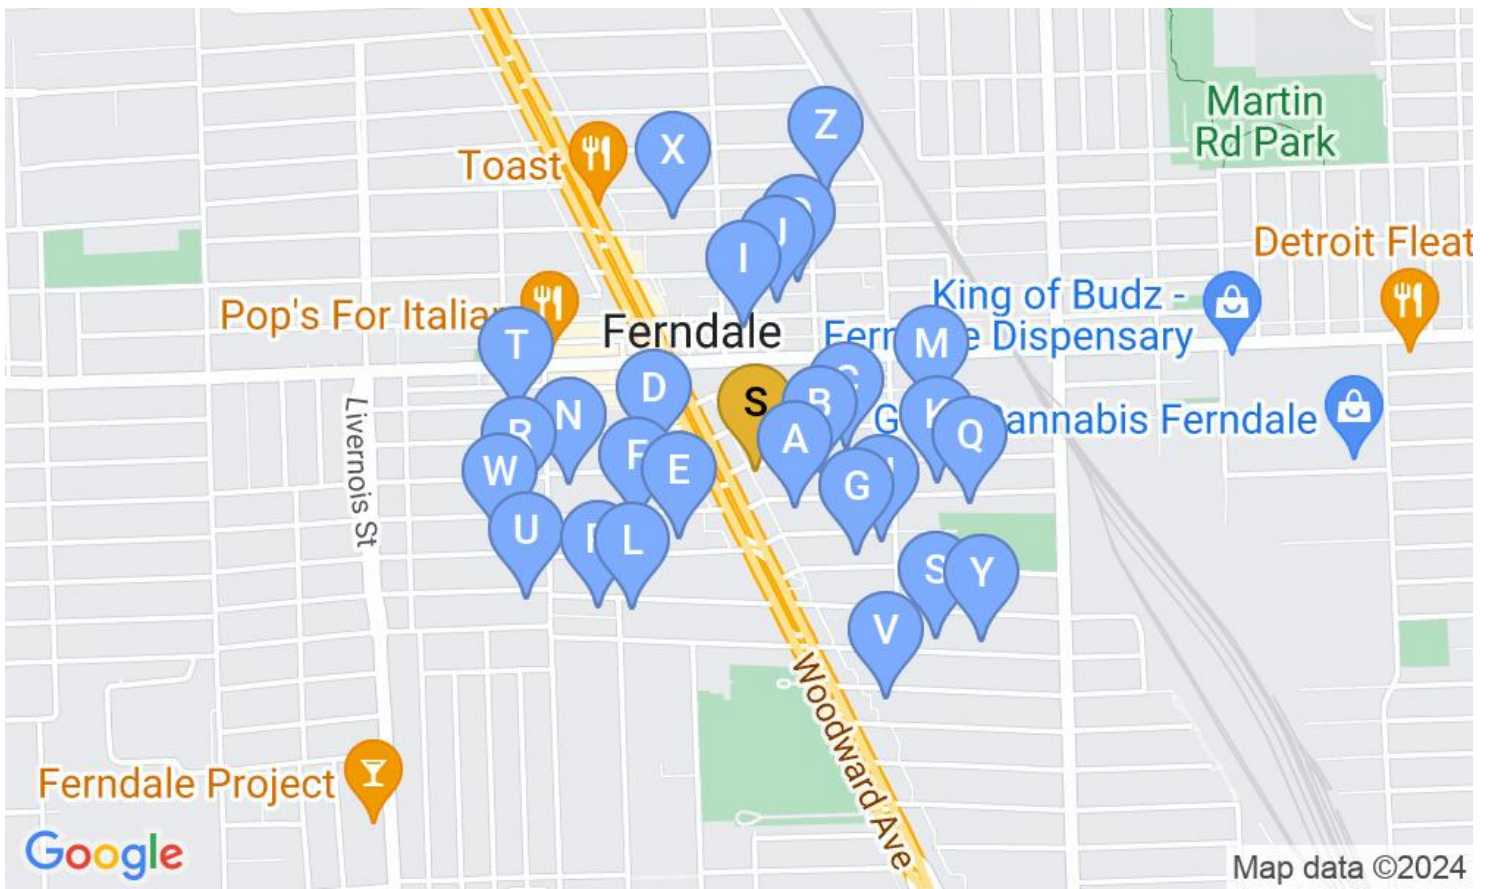 Martin
Rd Park
Z
X
Toast
J
I
Detroit Fleat
King of Budz -
Pop's For Italia
Ferndale
Dispensary
T
M
D
S
B
K
annabis Ferndale
N
R
A
Q
F
E
W
G
Livernois St
U
L
S
Y
V
Woodward Ave
Ferndale Project
Google
Map data ©2024